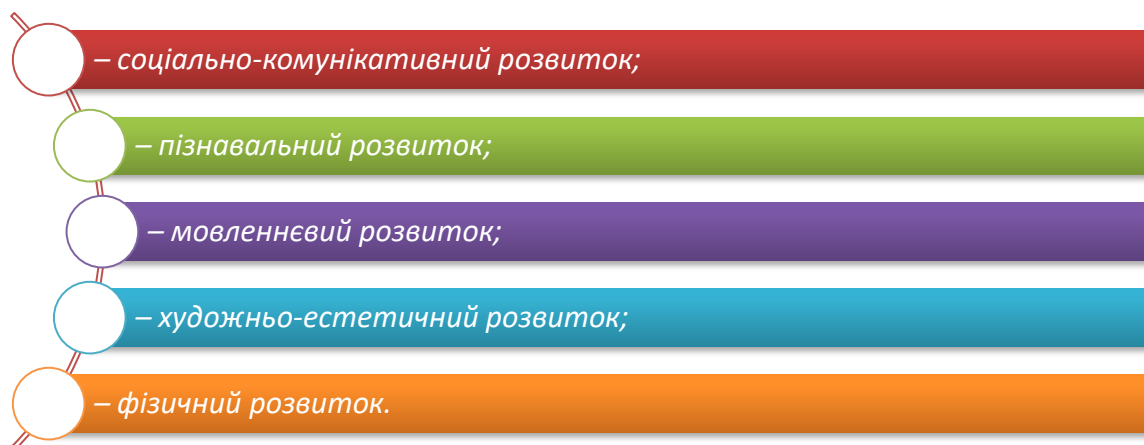 – соціально-комунікативний розвиток;
– пізнавальний розвиток;
– мовленнєвий розвиток;
– художньо-естетичний розвиток;
– фізичний розвиток.